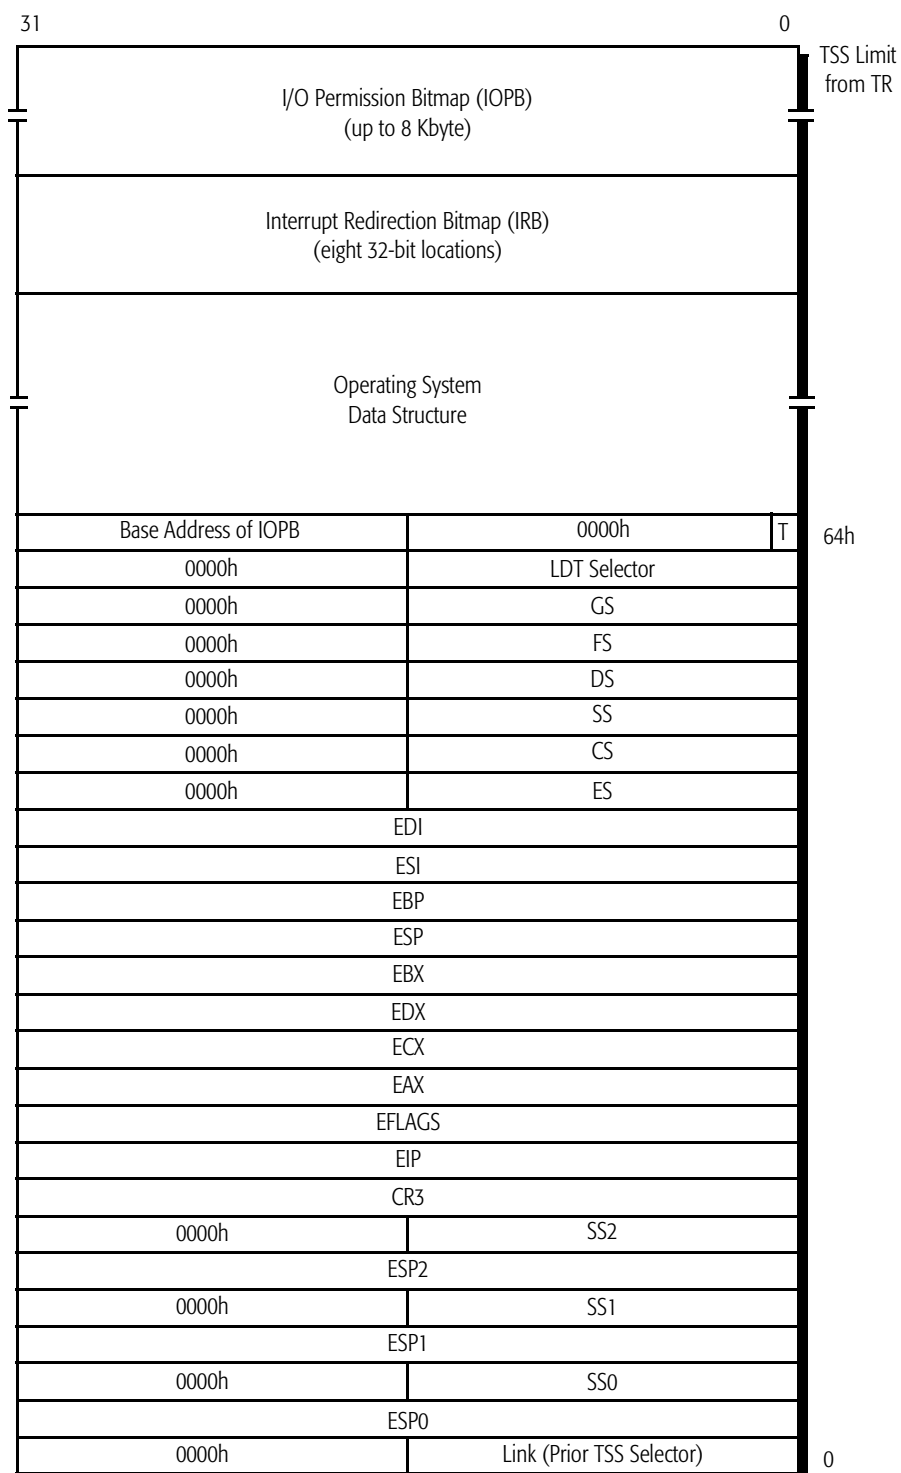 31 0
TSS Limit
from TR
I/O Permission Bitmap (IOPB)
(up to 8 Kbyte)
Interrupt Redirection Bitmap (IRB)
(eight 32-bit locations)
Operating System
Data Structure
Base Address of IOPB 0000h T 64h
0000h LDT Selector
0000h GS
0000h FS
0000h DS
0000h SS
0000h CS
0000h ES
EDI
ESI
EBP
ESP
EBX
EDX
ECX
EAX
EFLAGS
EIP
CR3
0000h SS2
ESP2
0000h SS1
ESP1
0000h SS0
ESP0
0000h Link (Prior TSS Selector) 0